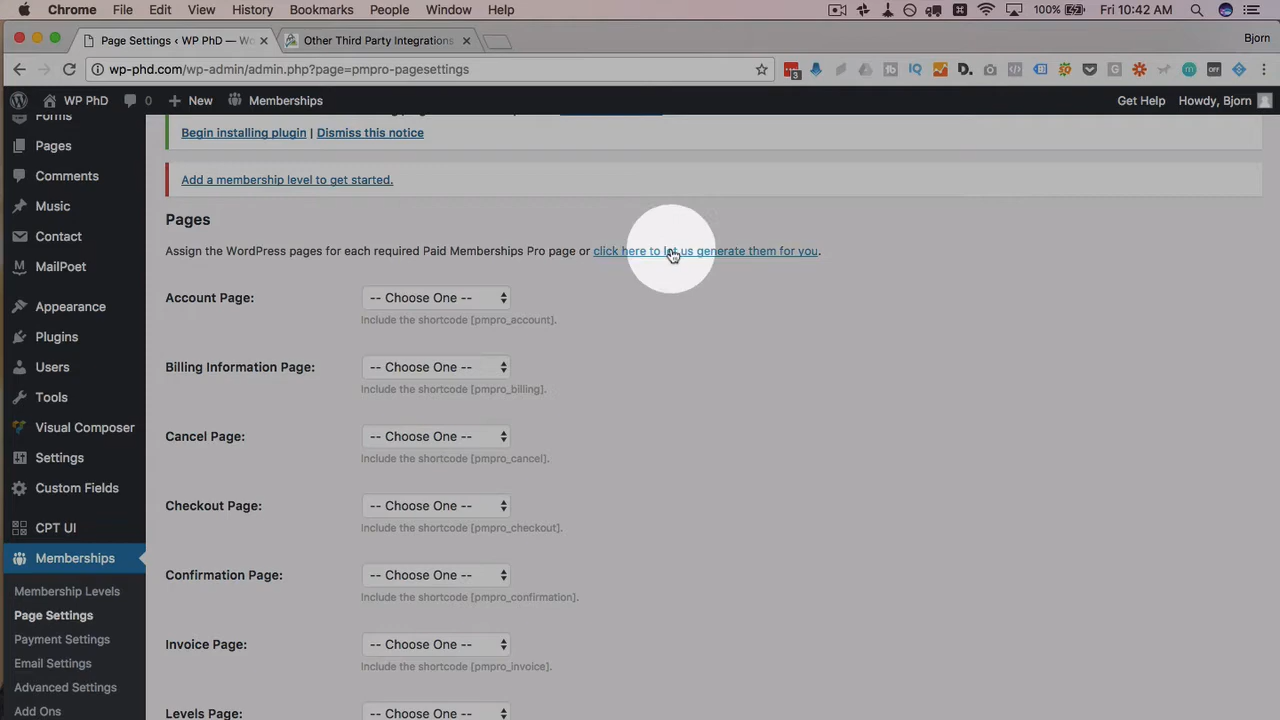 Chrome File Edit View History Bookmarks People Window Help 100% Fri 10:42 AM
Page Settings ‹ WP PhD — Wo Other Third Party Integrations Bjorn
wp-phd.com/wp-admin/admin.php?page=pmpro-pagesettings
WP PhD 0 New Memberships Get Help Howdy, Bjorn
Forms
Begin installing plugin | Dismiss this notice
Pages
Comments
Add a membership level to get started.
Music
Pages
Contact
Assign the WordPress pages for each required Paid Memberships Pro page or click here to let us generate them for you.
MailPoet
Account Page: -- Choose One --
Appearance
Include the shortcode [pmpro_account].
Plugins
Users
Billing Information Page: -- Choose One --
Include the shortcode [pmpro_billing].
Tools
Visual Composer
Cancel Page: -- Choose One --
Settings
Include the shortcode [pmpro_cancel].
Custom Fields
Checkout Page: -- Choose One --
CPT UI
Include the shortcode [pmpro_checkout].
Memberships
Confirmation Page: -- Choose One --
Membership Levels
Include the shortcode [pmpro_confirmation].
Page Settings
Payment Settings
Invoice Page: -- Choose One --
Email Settings
Include the shortcode [pmpro_invoice].
Advanced Settings
Add Ons
Levels Page: -- Choose One --